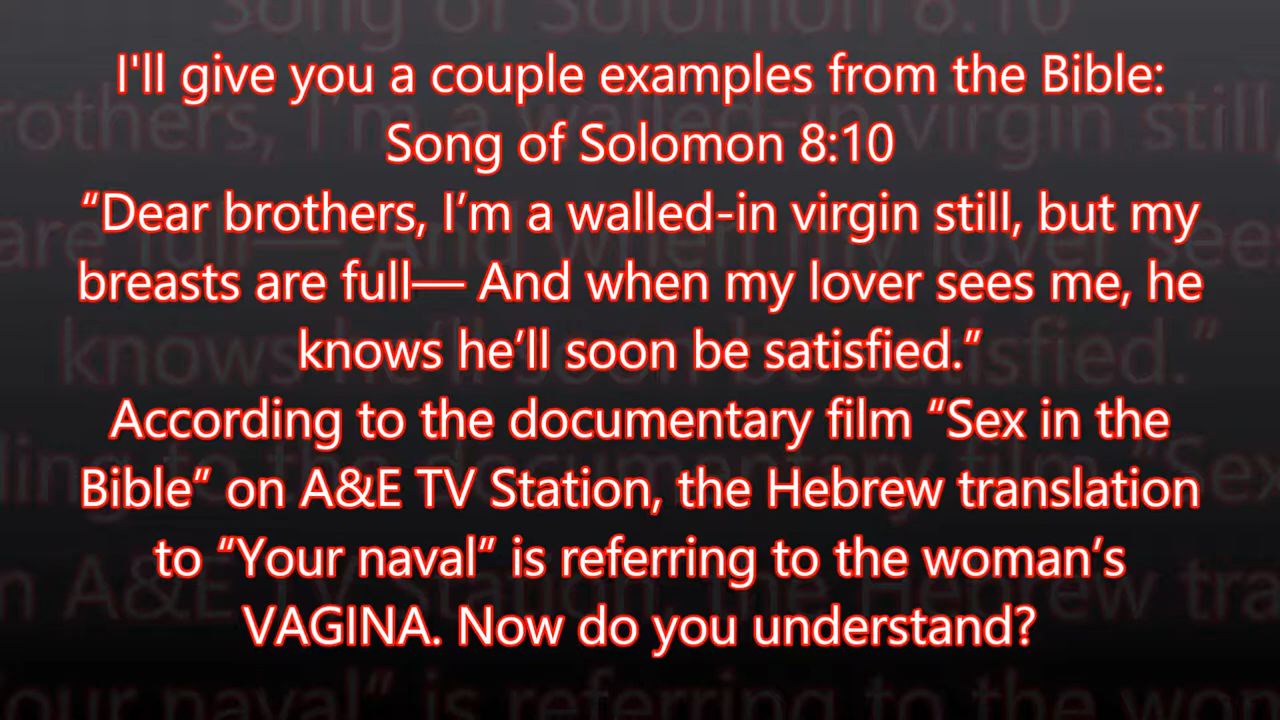 I'll give you a couple examples from the Bible:
Song of Solomon 8:10
“Dear brothers, I’m a walled-in virgin still, but my
breasts are full— And when my lover sees me, he
knows he’ll soon be satisfied.”
According to the documentary film “Sex in the
Bible” on A&E TV Station, the Hebrew translation
to “Your naval” is referring to the woman’s
VAGINA. Now do you understand?